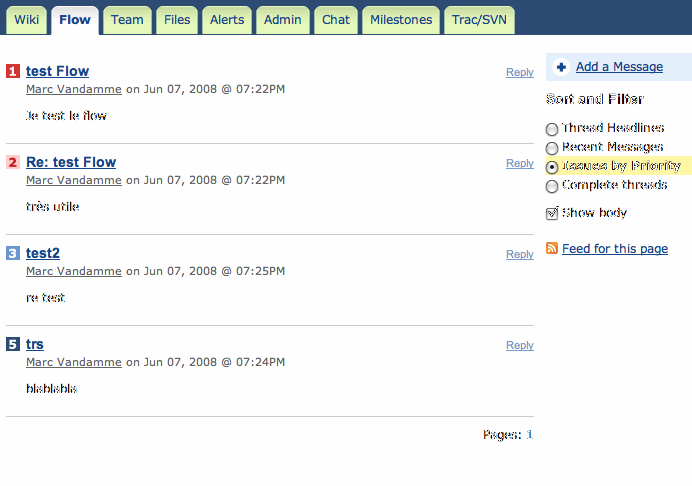 Wiki Flow Team Files Alerts Admin Chat Milestones Trac/SVN
1 test Flow Reply
Marc Vandamme on Jun 07, 2008 @ 07:22PM
Je test le flow
2 Re: test Flow Reply
Marc Vandamme on Jun 07, 2008 @ 07:22PM
très utile
3 test2 Reply
Marc Vandamme on Jun 07, 2008 @ 07:25PM
re test
5 trs Reply
Marc Vandamme on Jun 07, 2008 @ 07:24PM
blablabla
Pages: 1
Add a Message
Sort and Filter
Thread Headlines
Recent Messages
Issues by Priority
Complete threads
Show body
Feed for this page